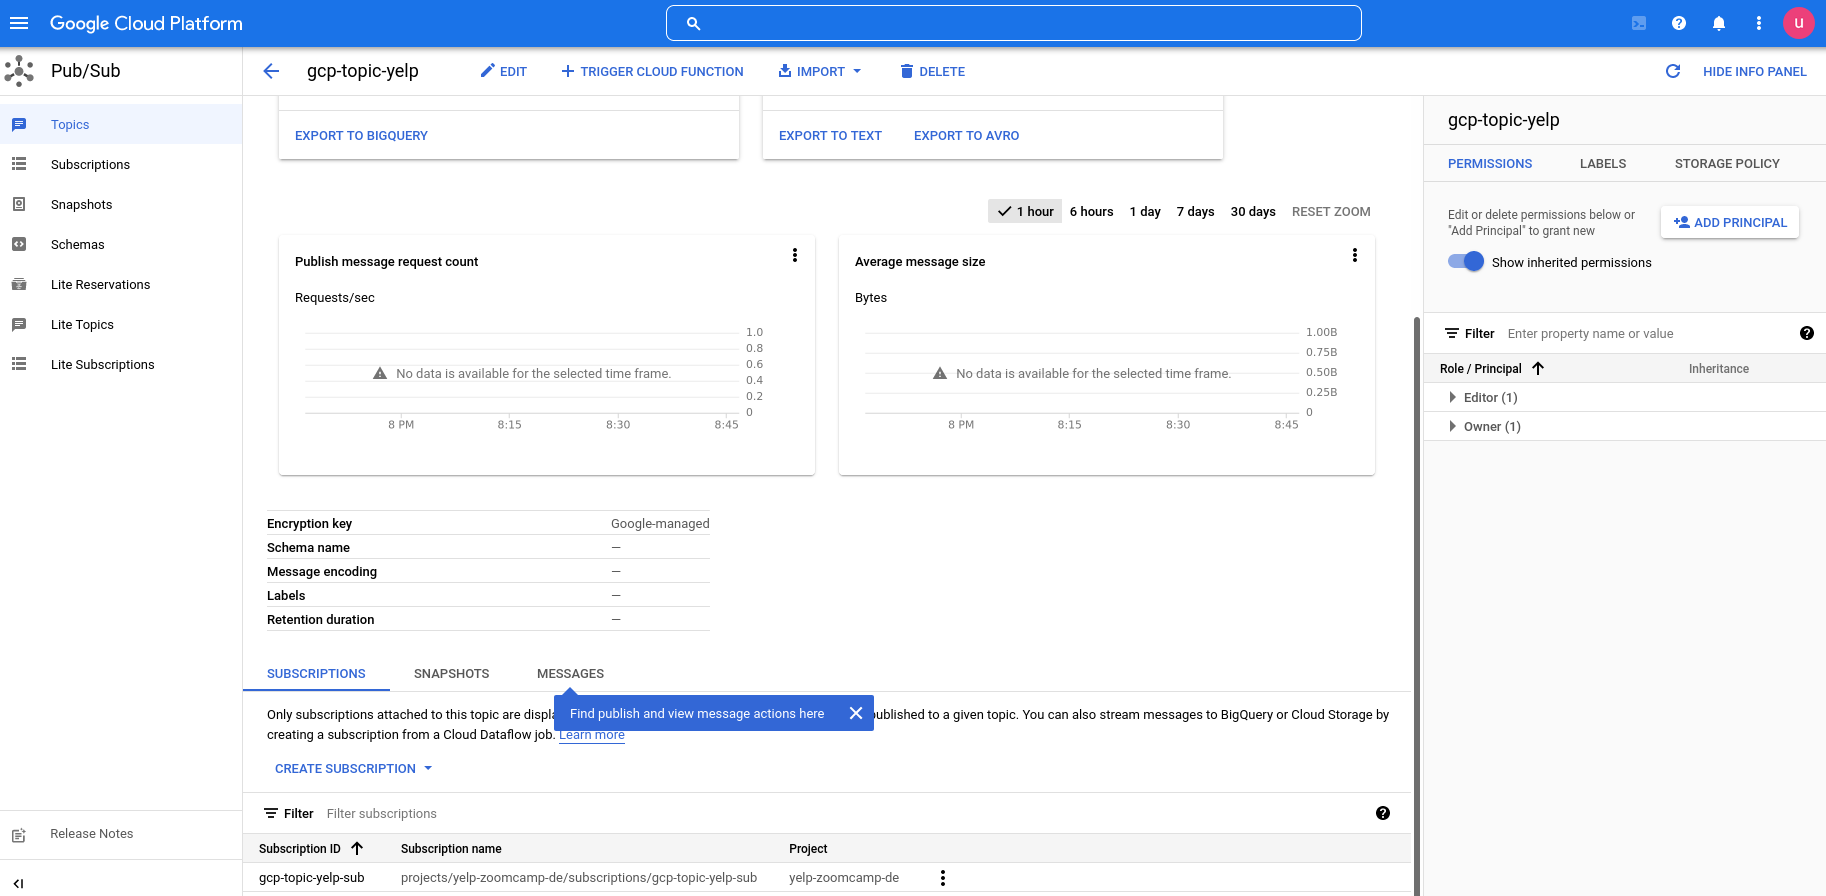 Google Cloud Platform
u
Pub/Sub
gcp-topic-yelp
EDIT
TRIGGER CLOUD FUNCTION
IMPORT
DELETE
HIDE INFO PANEL
Topics
Subscriptions
Snapshots
Schemas
Lite Reservations
Lite Topics
Lite Subscriptions
Release Notes
EXPORT TO BIGQUERY
EXPORT TO TEXT
EXPORT TO AVRO
1 hour
6 hours
1 day
7 days
30 days
RESET ZOOM
Publish message request count
Requests/sec
1.0
0.8
0.6
0.4
0.2
0
No data is available for the selected time frame.
8 PM
8:15
8:30
8:45
Average message size
Bytes
1.00B
0.75B
0.50B
0.25B
0
No data is available for the selected time frame.
8 PM
8:15
8:30
8:45
Encryption key Google-managed
Schema name —
Message encoding —
Labels —
Retention duration —
SUBSCRIPTIONS
SNAPSHOTS
MESSAGES
Find publish and view message actions here
Only subscriptions attached to this topic are published to a given topic. You can also stream messages to BigQuery or Cloud Storage by
creating a subscription from a Cloud Dataflow job. Learn more
CREATE SUBSCRIPTION
Filter Filter subscriptions
Subscription ID Subscription name Project
gcp-topic-yelp-sub projects/yelp-zoomcamp-de/subscriptions/gcp-topic-yelp-sub yelp-zoomcamp-de
gcp-topic-yelp
PERMISSIONS
LABELS
STORAGE POLICY
Edit or delete permissions below or
"Add Principal" to grant new
ADD PRINCIPAL
Show inherited permissions
Filter Enter property name or value
Role / Principal Inheritance
Editor (1)
Owner (1)